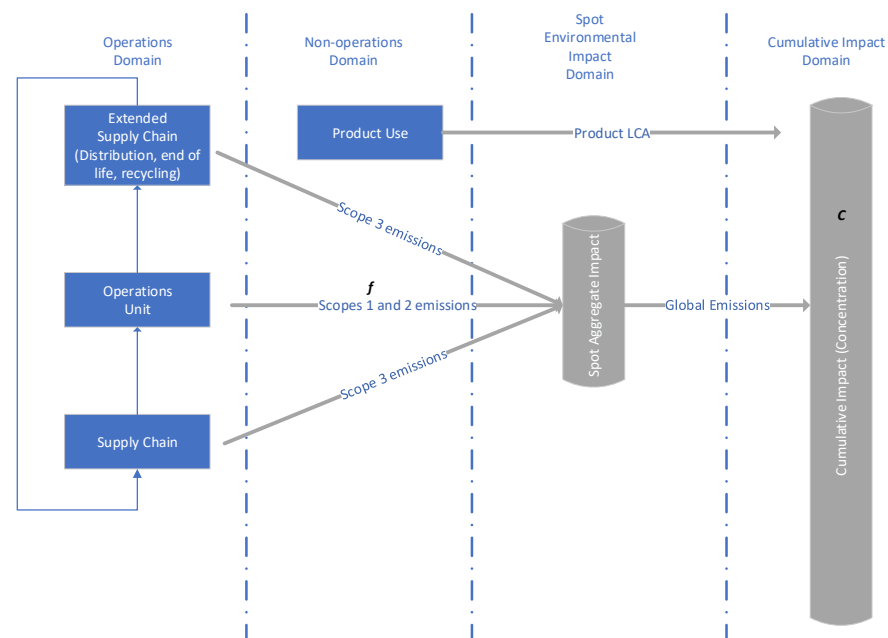 Operations
Domain
Non-operations
Domain
Spot
Environmental
Impact
Domain
Cumulative Impact
Domain
Extended
Supply Chain
(Distribution, end of
life, recycling)
Product Use
Product LCA
Scope 3 emissions
C
f
Operations
Unit
Scopes 1 and 2 emissions
Spot Aggregate Impact
Global Emissions
Cumulative Impact (Concentration)
Scope 3 emissions
Supply Chain